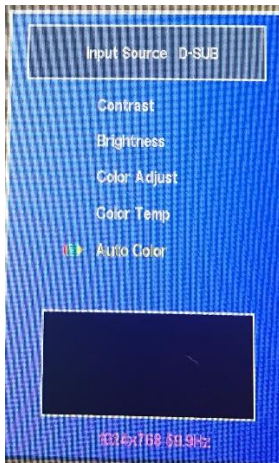 Input Source D-SUB
Contrast
Brightness
Color Adjust
Color Temp
Auto Color
1024x768 59.9Hz